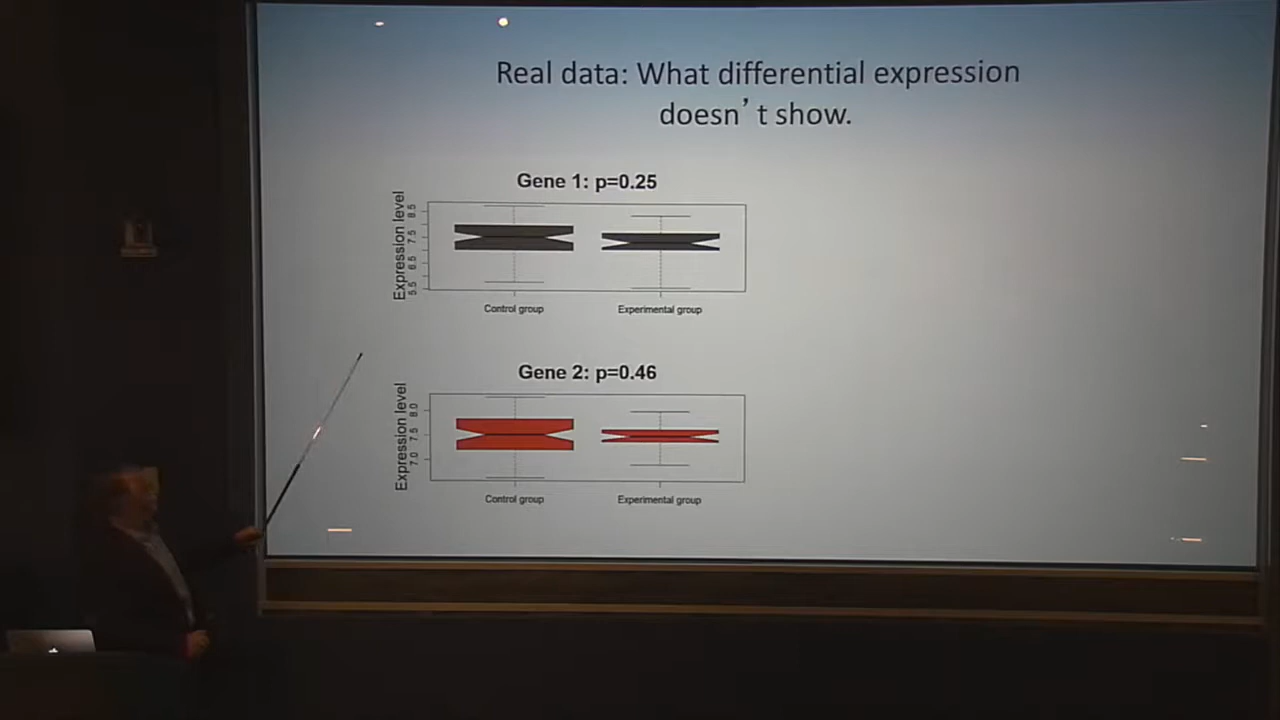 Real data: What differential expression
doesn’t show.
Gene 1: p=0.25
Expression level
8.5
7.5
6.5
5.5
Control group
Experimental group
Gene 2: p=0.46
Expression level
8.0
7.5
7.0
Control group
Experimental group